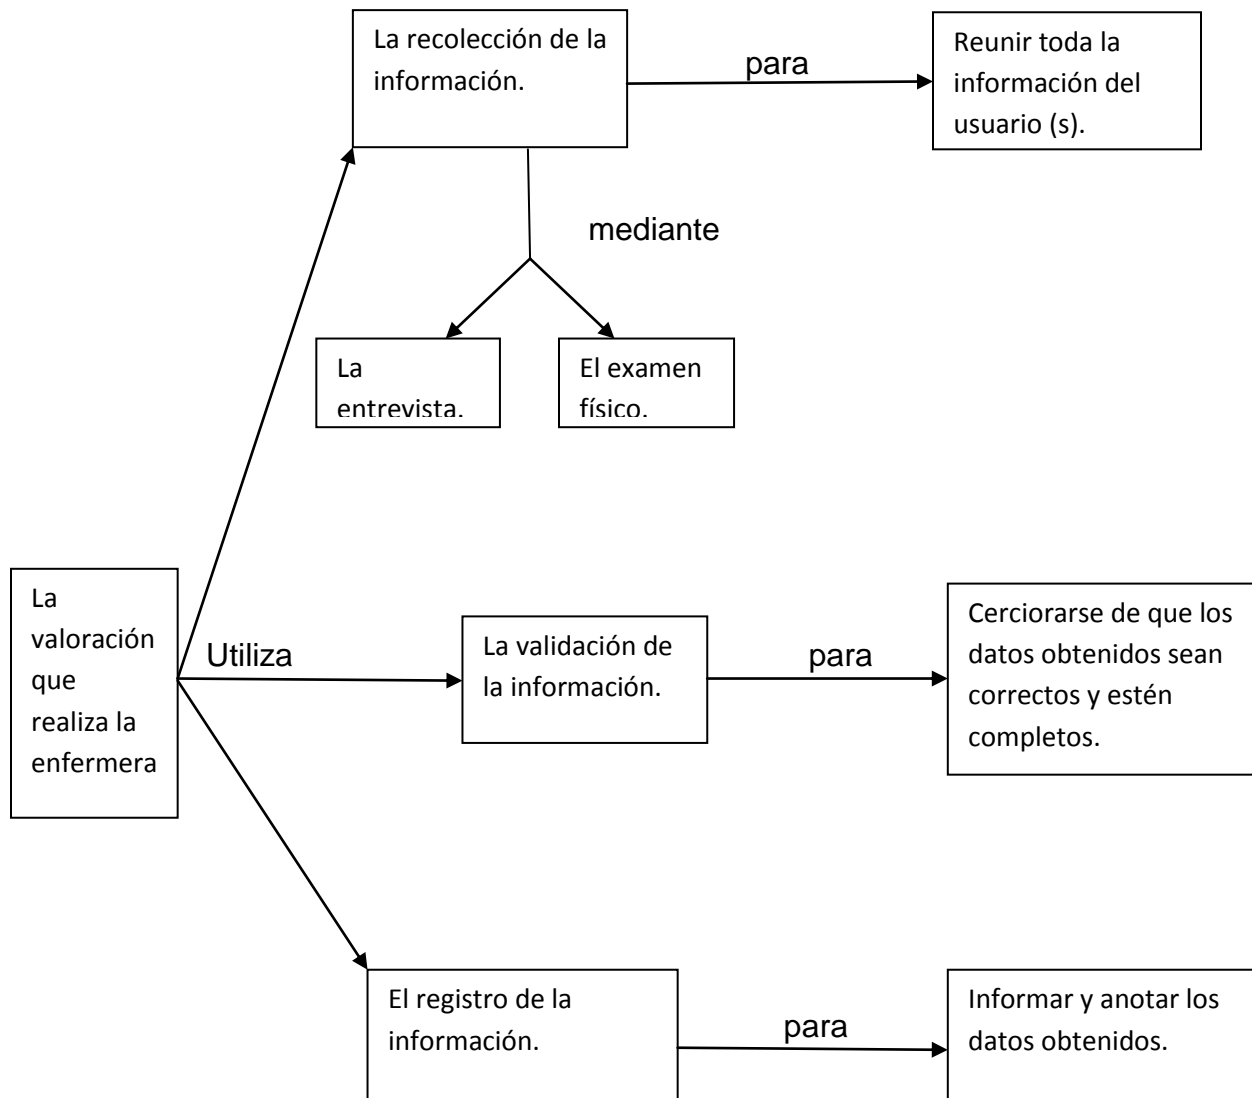 La recolección de la
información.
para
Reunir toda la
información del
usuario (s).
mediante
La
entrevista.
El examen
físico.
La
valoración
que
realiza la
enfermera
Utiliza
La validación de
la información.
para
Cerciorarse de que los
datos obtenidos sean
correctos y estén
completos.
El registro de la
información.
para
Informar y anotar los
datos obtenidos.